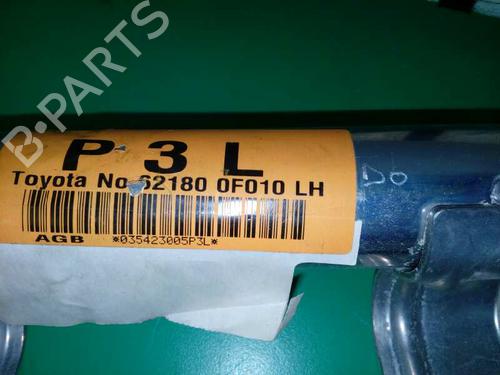 B-PARTS
P 3 L
Toyota No 62180 0F010 LH
AGB *035423005P3L*